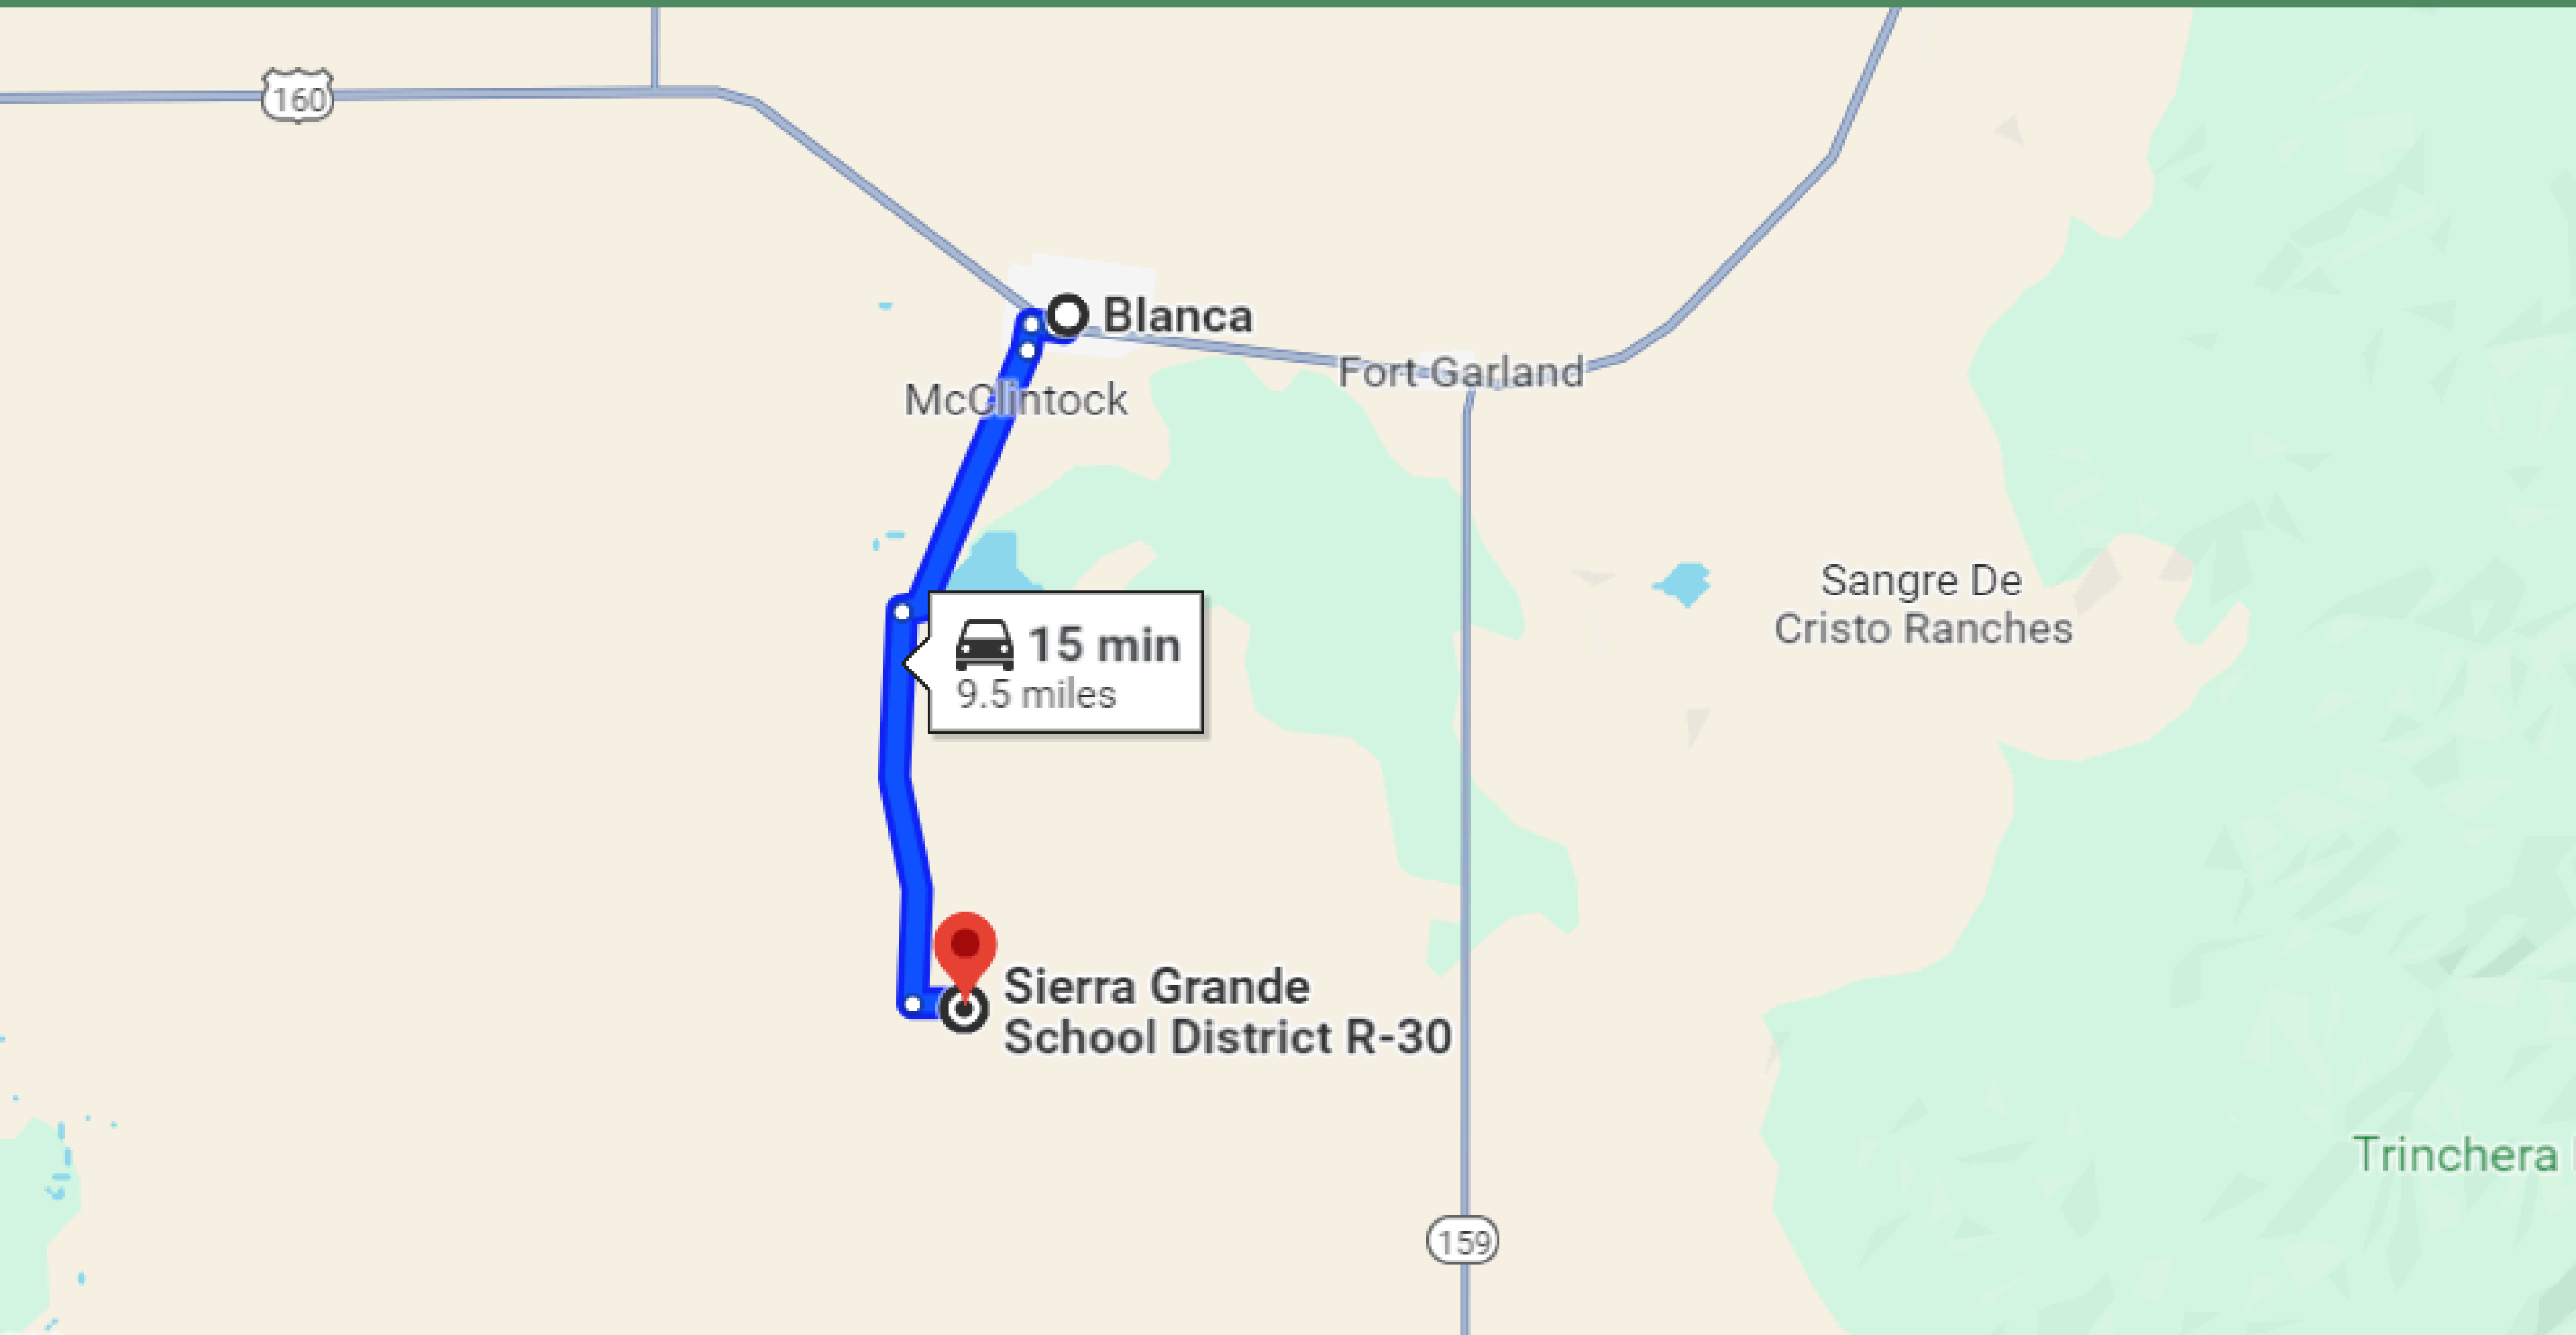 160
Blanca
Fort Garland
McClintock
Sangre De
Cristo Ranches
15 min
9.5 miles
Sierra Grande
School District R-30
Trinchera
159